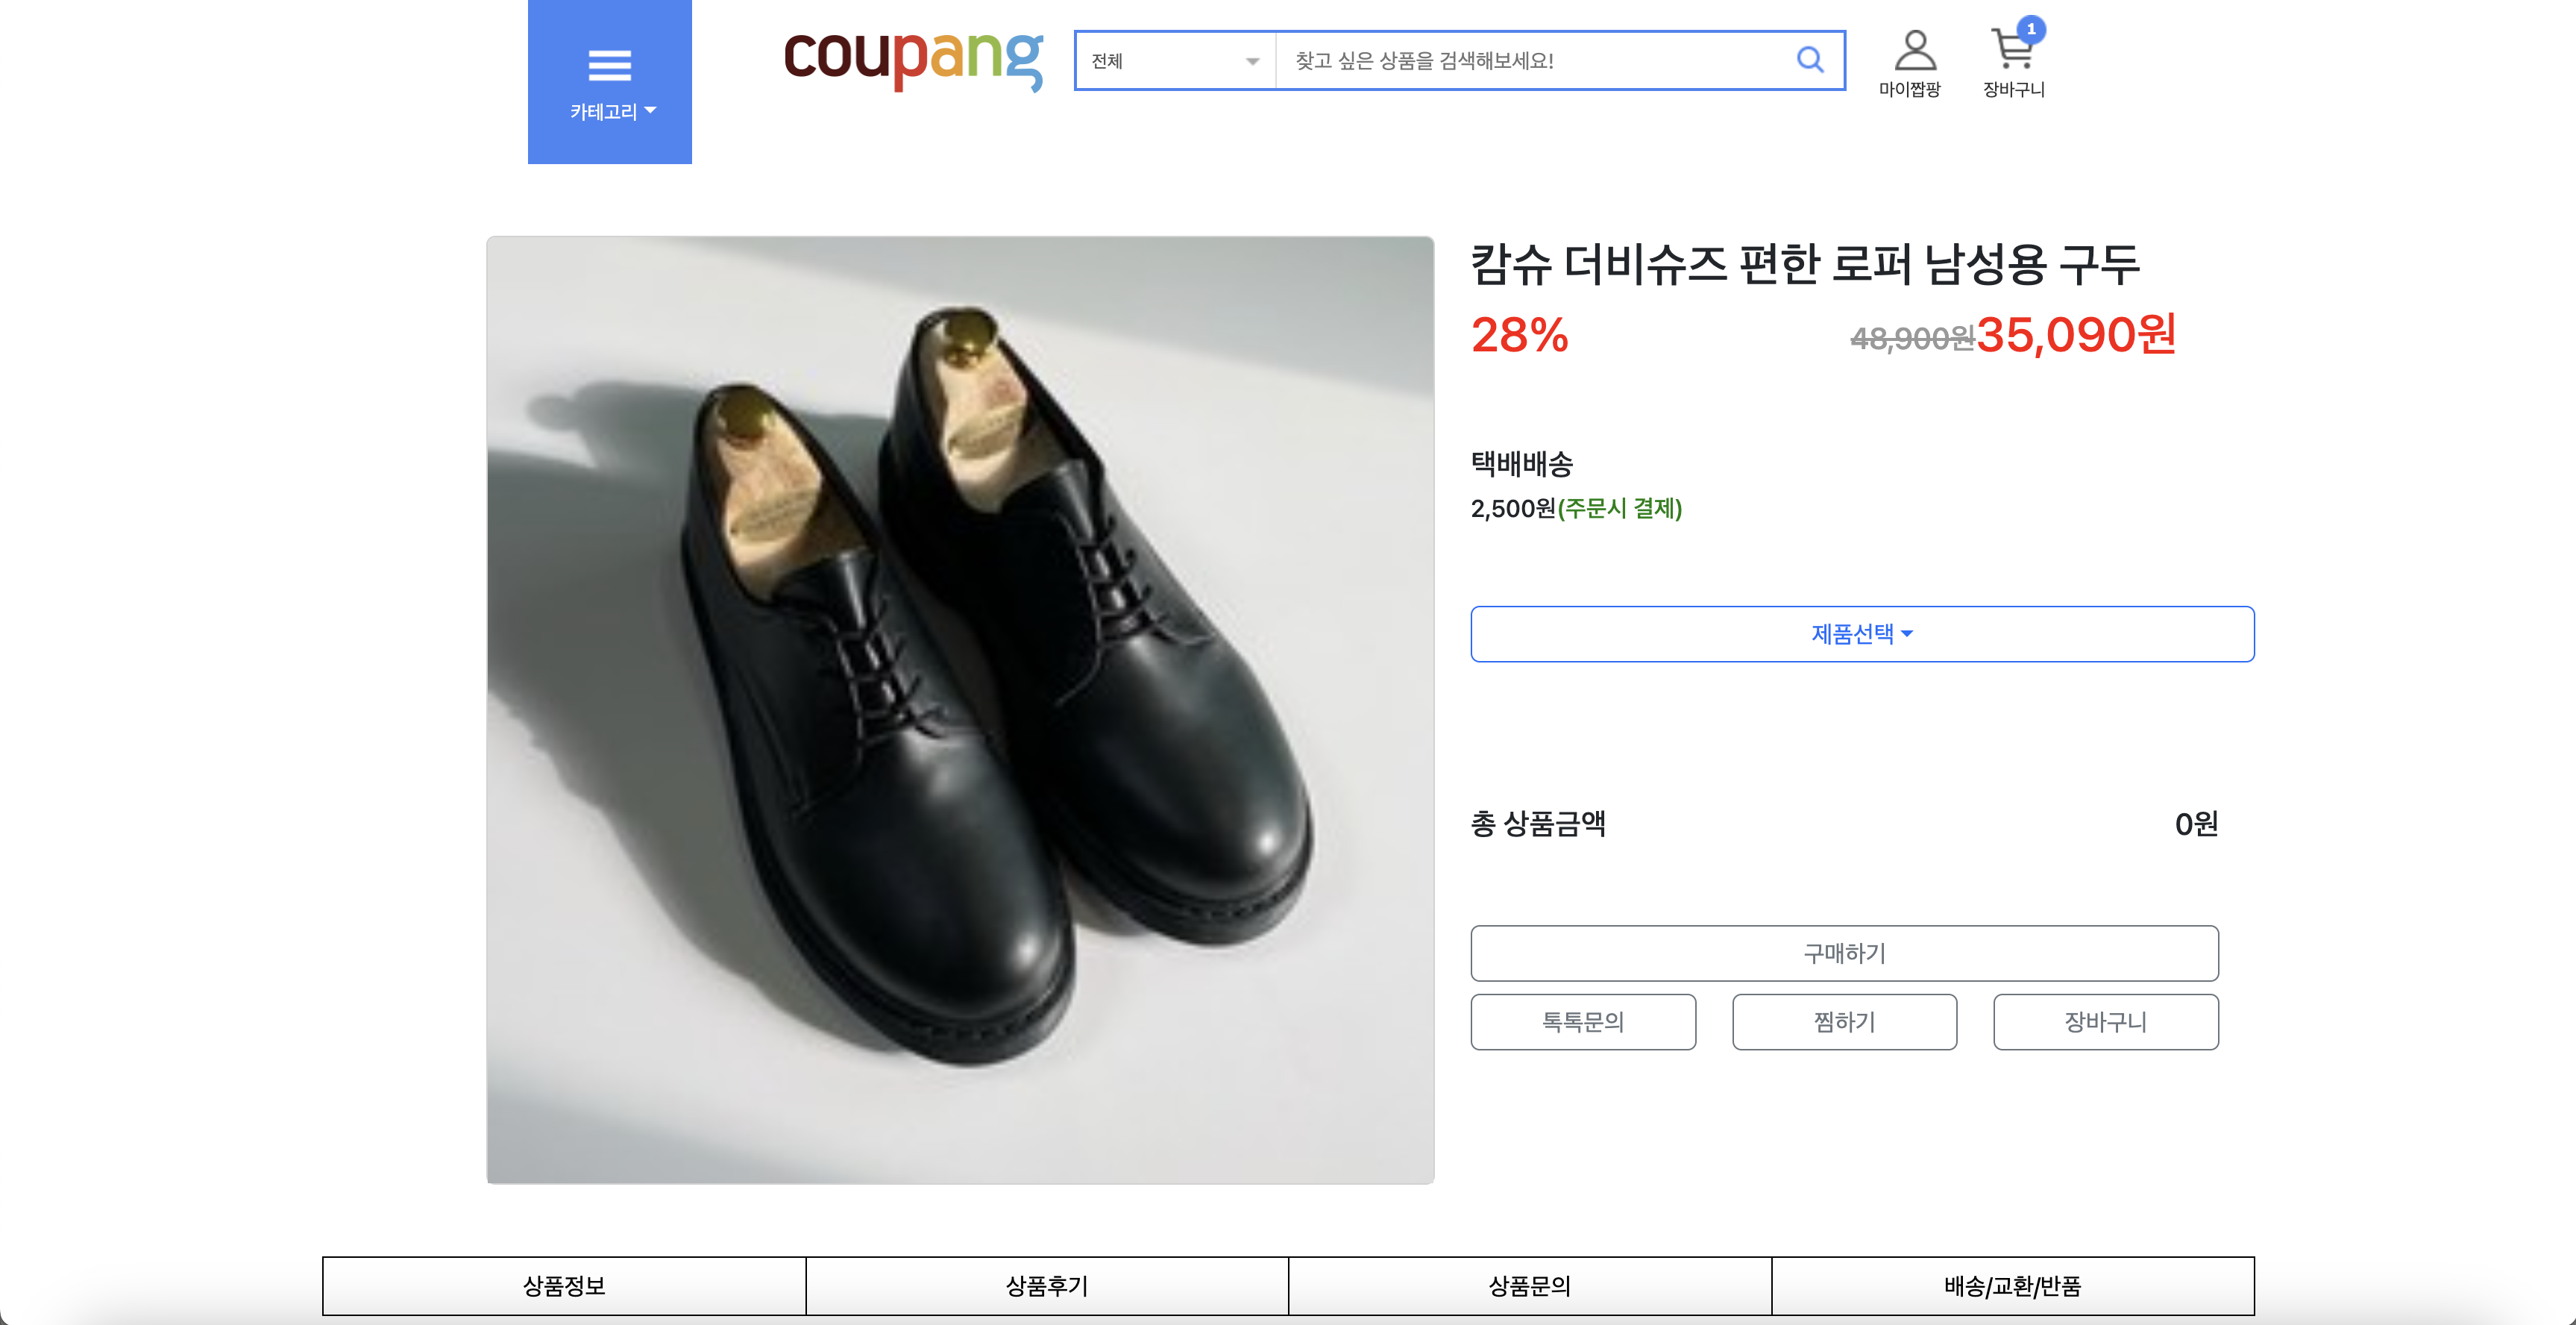 카테고리
coupang
전체
찾고 싶은 상품을 검색해보세요!
마이짭팡
1
장바구니
캄슈 더비슈즈 편한 로퍼 남성용 구두
28%
48,900원35,090원
택배배송
2,500원(주문시 결제)
제품선택
총 상품금액
0원
구매하기
톡톡문의
찜하기
장바구니
상품정보
상품후기
상품문의
배송/교환/반품